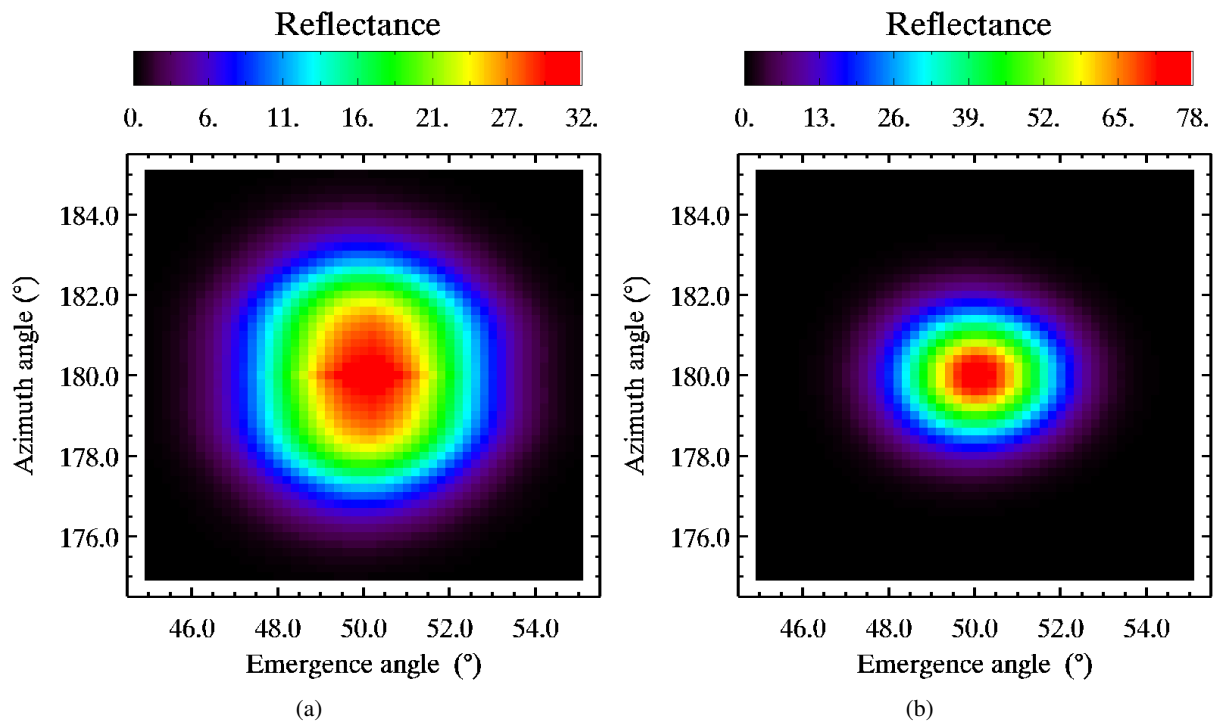 Reflectance
0. 6. 11. 16. 21. 27. 32.
184.0
182.0
180.0
178.0
176.0
Azimuth angle (°)
46.0 48.0 50.0 52.0 54.0
Emergence angle (°)
(a)
Reflectance
0. 13. 26. 39. 52. 65. 78.
184.0
182.0
180.0
178.0
176.0
Azimuth angle (°)
46.0 48.0 50.0 52.0 54.0
Emergence angle (°)
(b)